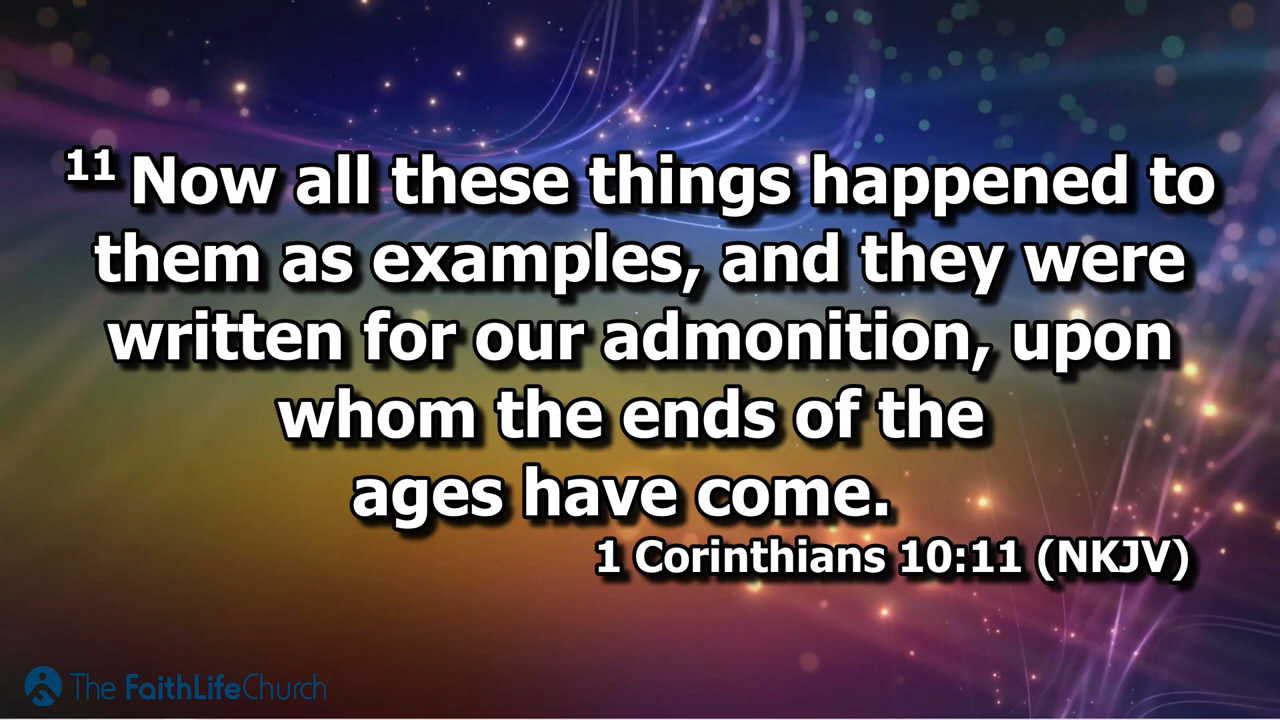 11 Now all these things happened to
them as examples, and they were
written for our admonition, upon
whom the ends of the
ages have come.
1 Corinthians 10:11 (NKJV)
The FaithLifeChurch